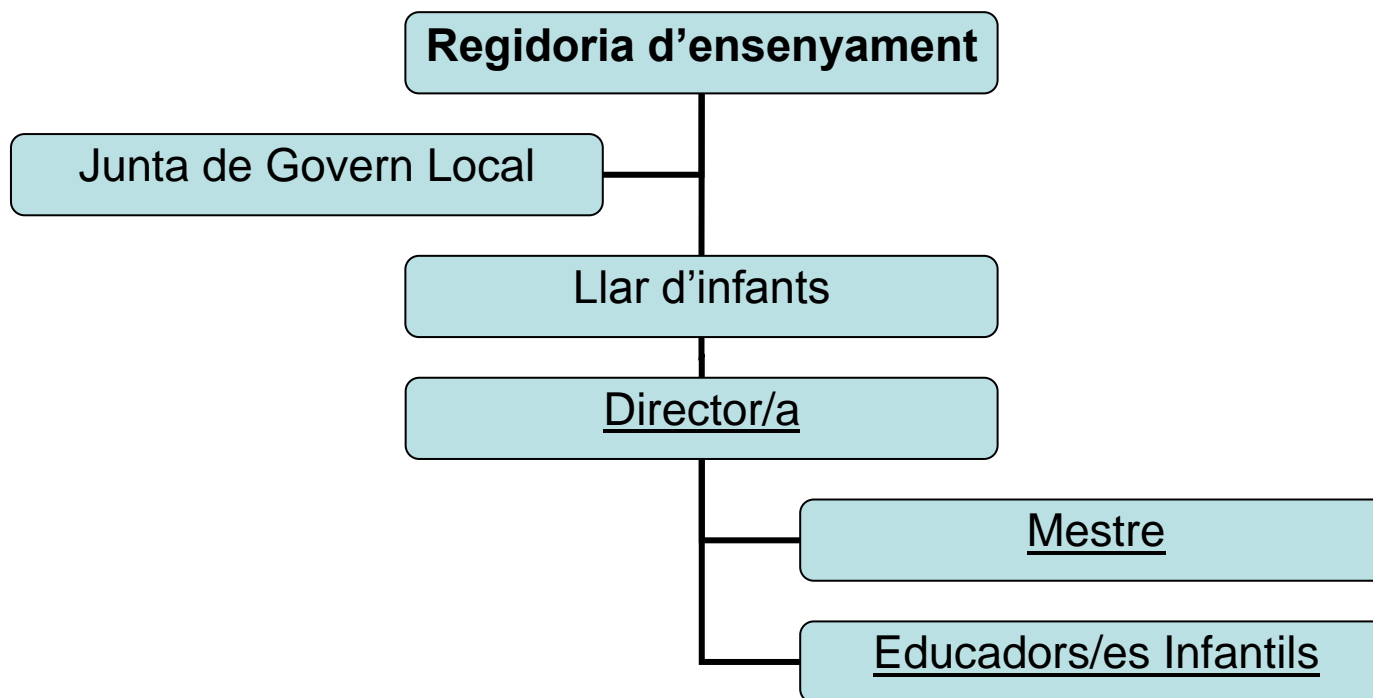 Regidoria d’ensenyament
Junta de Govern Local
Llar d’infants
Director/a
Mestre
Educadors/es Infantils